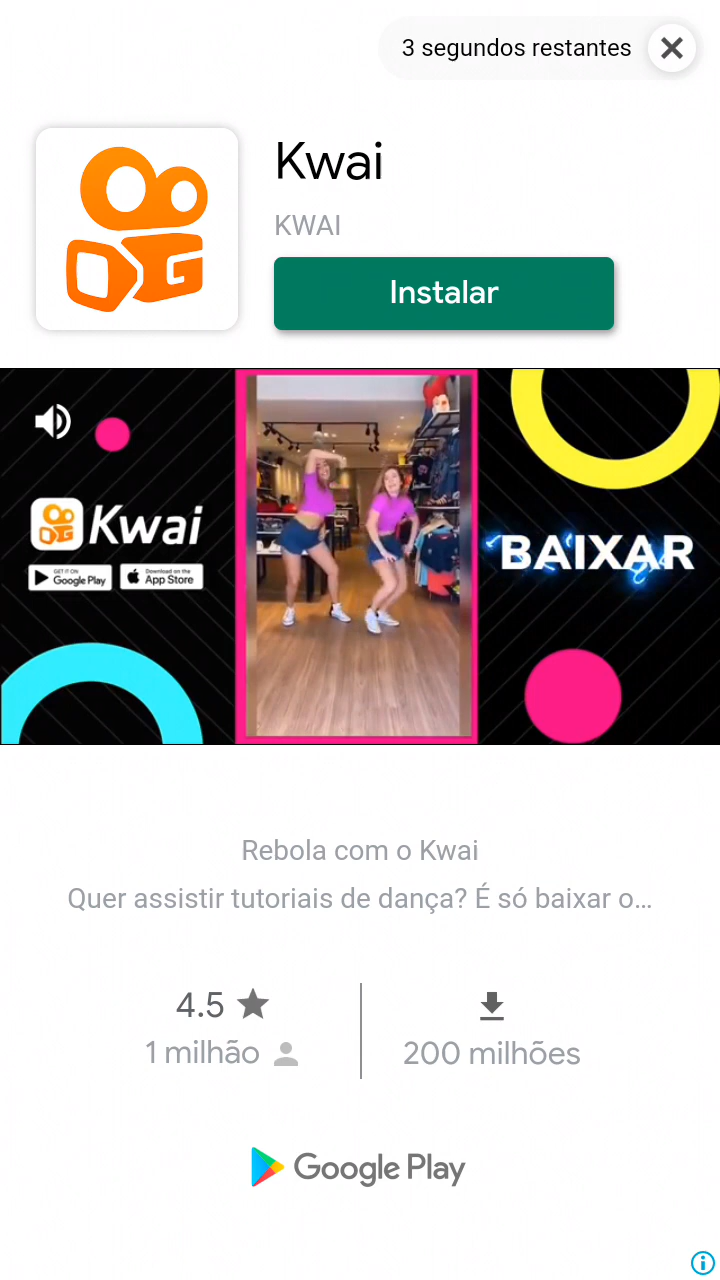 3 segundos restantes
Kwai
KWAI
Instalar
Kwai
GET IT ON
Google Play
Download on the
App Store
BAIXAR
Rebola com o Kwai
Quer assistir tutoriais de dança? É só baixar o…
4.5
1 milhão
200 milhões
Google Play